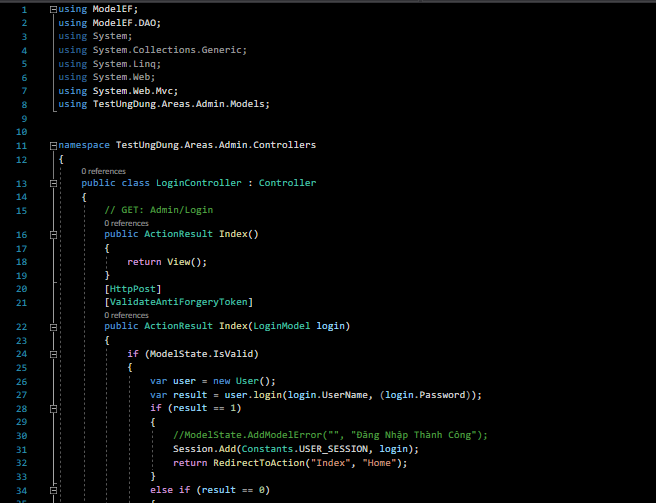 1 using ModelEF;
2 using ModelEF.DAO;
3 using System;
4 using System.Collections.Generic;
5 using System.Linq;
6 using System.Web;
7 using System.Web.Mvc;
8 using TestUngDung.Areas.Admin.Models;
9
10
11 namespace TestUngDung.Areas.Admin.Controllers
12 {
0 references
13 public class LoginController : Controller
14 {
15 // GET: Admin/Login
0 references
16 public ActionResult Index()
17 {
18 return View();
19 }
20 [HttpPost]
21 [ValidateAntiForgeryToken]
0 references
22 public ActionResult Index(LoginModel login)
23 {
24 if (ModelState.IsValid)
25 {
26 var user = new User();
27 var result = user.login(login.UserName, (login.Password));
28 if (result == 1)
29 {
30 //ModelState.AddModelError("", "Đăng Nhập Thành Công");
31 Session.Add(Constants.USER_SESSION, login);
32 return RedirectToAction("Index", "Home");
33 }
34 else if (result == 0)